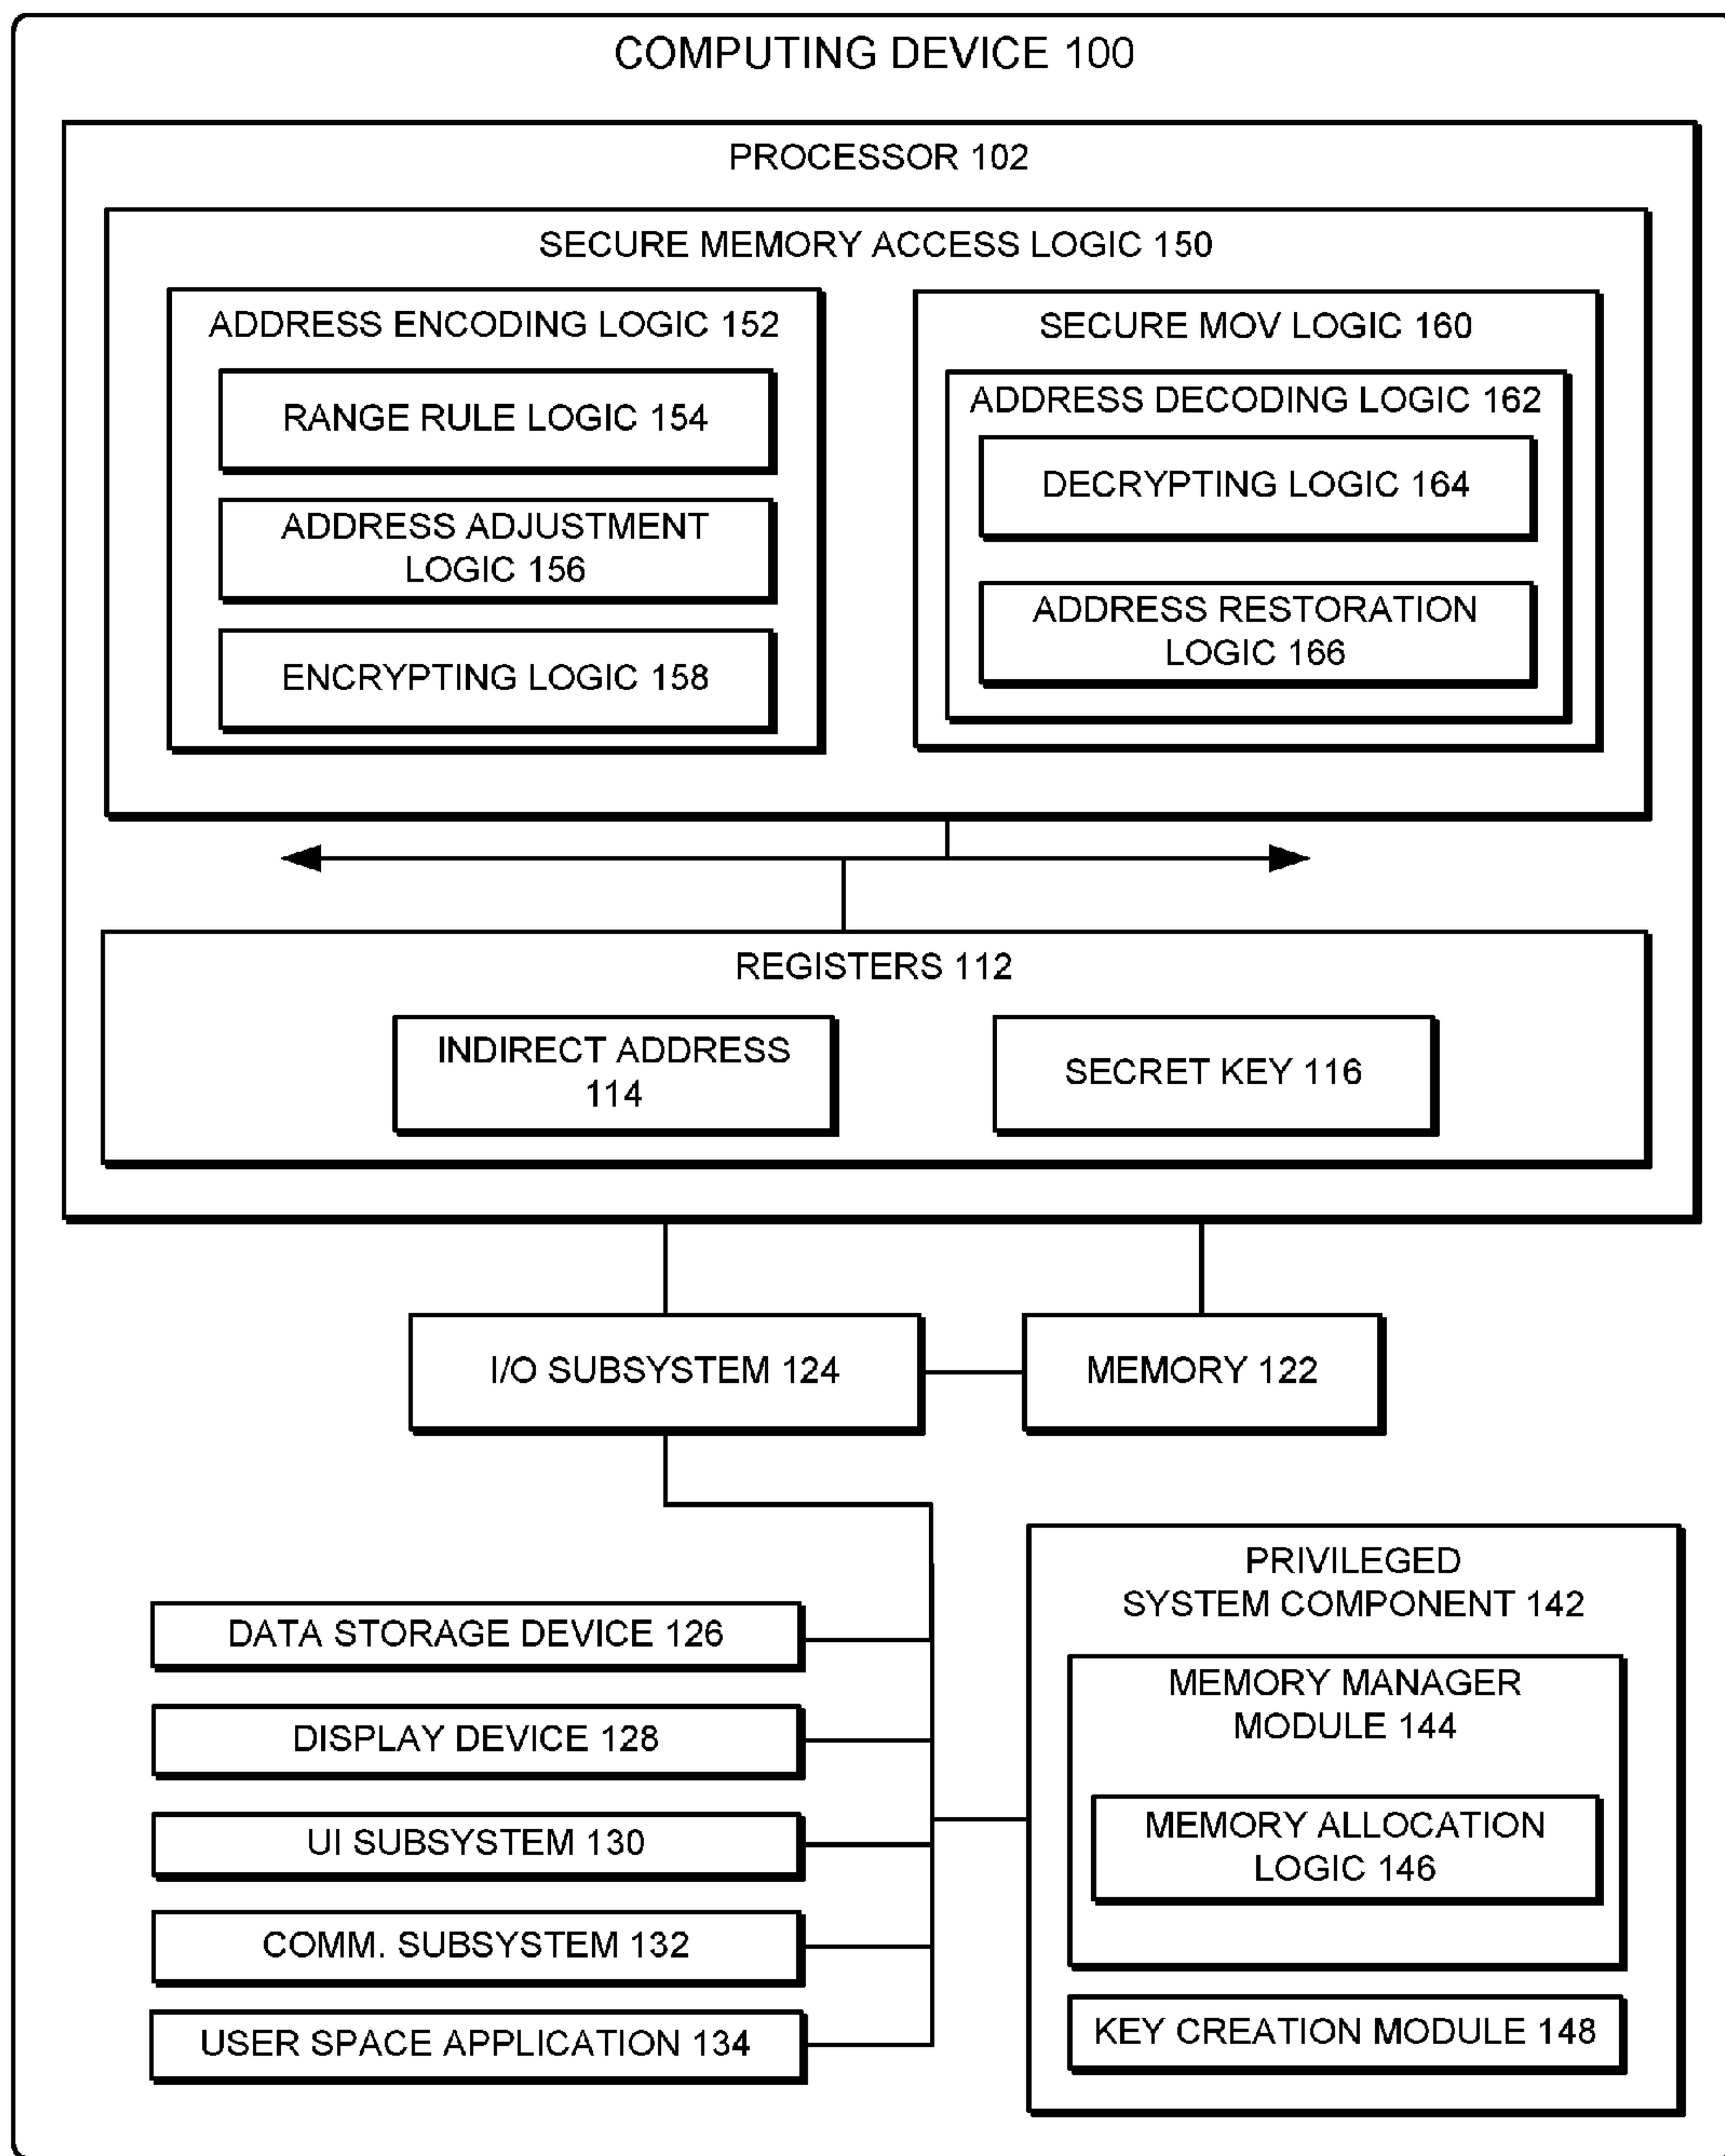 COMPUTING DEVICE 100
PROCESSOR 102
SECURE MEMORY ACCESS LOGIC 150
ADDRESS ENCODING LOGIC 152
RANGE RULE LOGIC 154
ADDRESS ADJUSTMENT
LOGIC 156
ENCRYPTING LOGIC 158
SECURE MOV LOGIC 160
ADDRESS DECODING LOGIC 162
DECRYPTING LOGIC 164
ADDRESS RESTORATION
LOGIC 166
REGISTERS 112
INDIRECT ADDRESS
114
SECRET KEY 116
I/O SUBSYSTEM 124
MEMORY 122
DATA STORAGE DEVICE 126
DISPLAY DEVICE 128
UI SUBSYSTEM 130
COMM. SUBSYSTEM 132
USER SPACE APPLICATION 134
PRIVILEGED
SYSTEM COMPONENT 142
MEMORY MANAGER
MODULE 144
MEMORY ALLOCATION
LOGIC 146
KEY CREATION MODULE 148